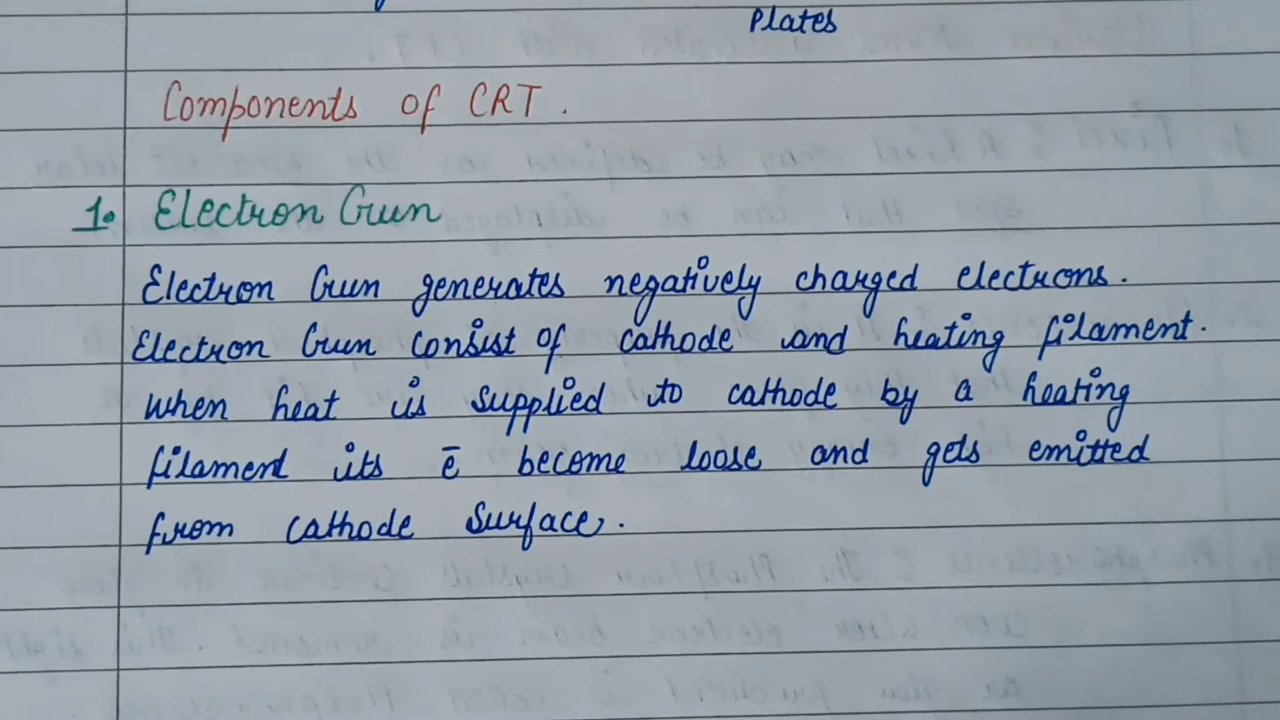 Plates
Components of CRT.
1. Electron Gun
Electron Gun generates negatively charged electrons.
Electron Gun consist of cathode and heating filament.
when heat is supplied to cathode by a heating
filament its ē become loose and gets emitted
from cathode surface.